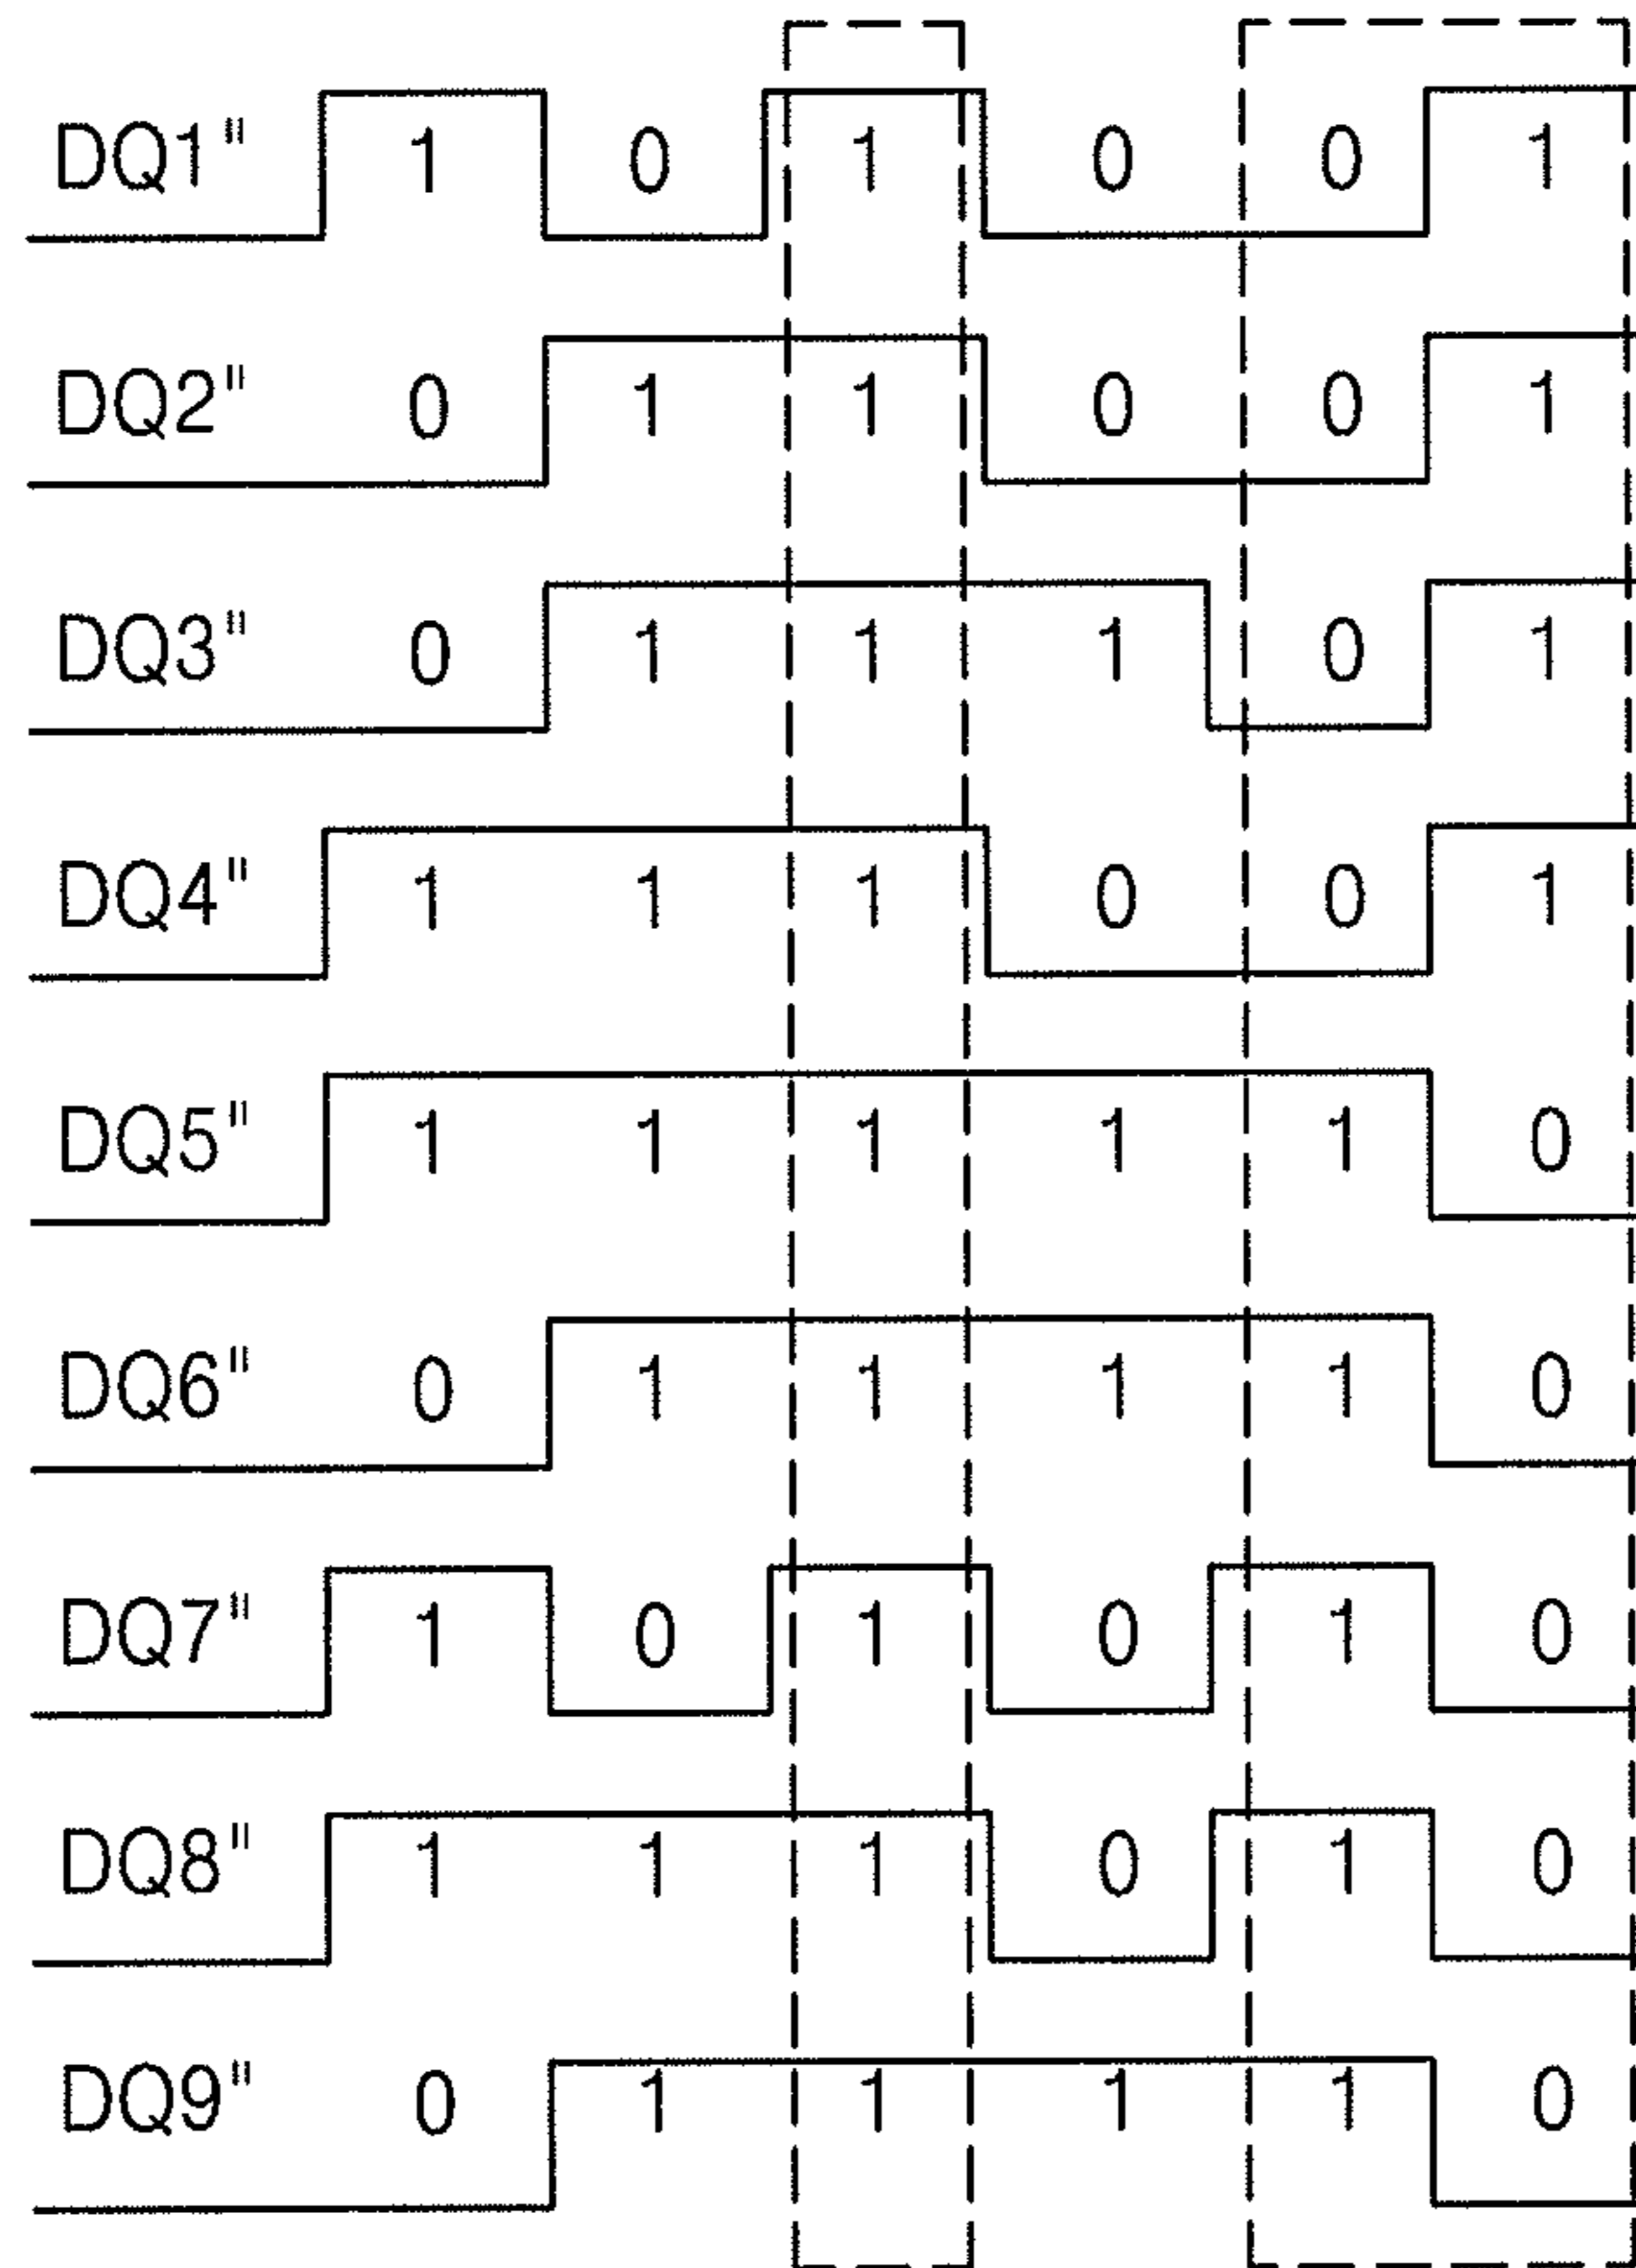 DQ1" 1 0 1 0 0 1
DQ2" 0 1 1 0 0 1
DQ3" 0 1 1 1 0 1
DQ4" 1 1 1 0 0 1
DQ5" 1 1 1 1 1 0
DQ6" 0 1 1 1 1 0
DQ7" 1 0 1 0 1 0
DQ8" 1 1 1 0 1 0
DQ9" 0 1 1 1 1 0